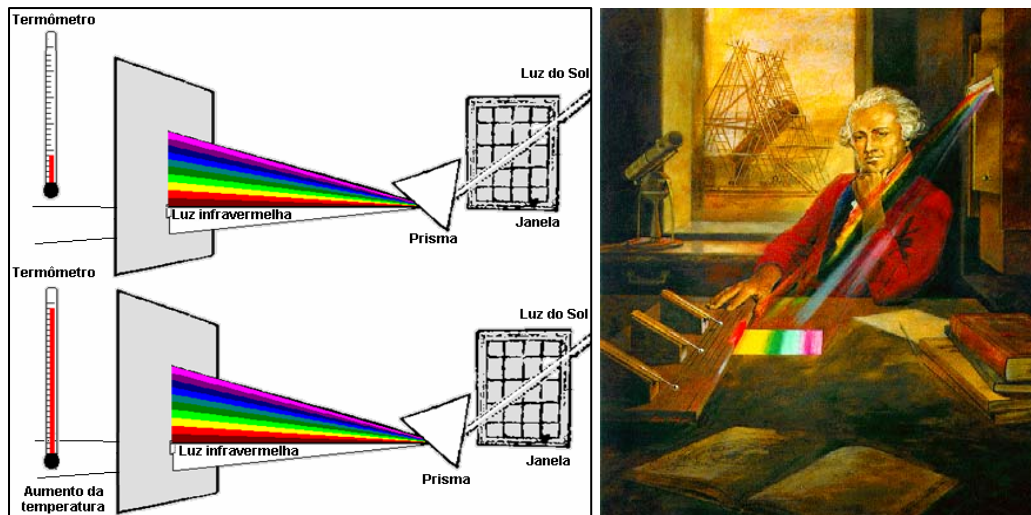 Termômetro
Luz do Sol
Luz infravermelha
Prisma
Janela
Termômetro
Luz do Sol
Luz infravermelha
Prisma
Janela
Aumento da
temperatura